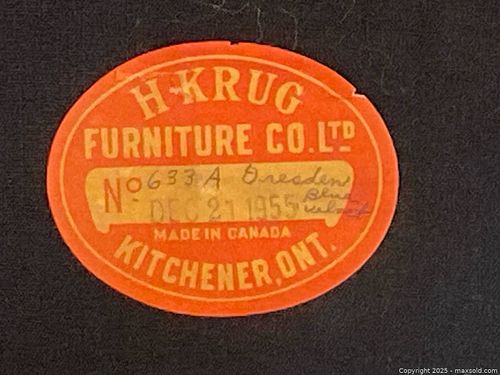 H·KRUG
FURNITURE CO. LTD
No 633 A Dresden
Blue
DEC 21 1955
MADE IN CANADA
KITCHENER, ONT.
Copyright 2025 - maxsold.com